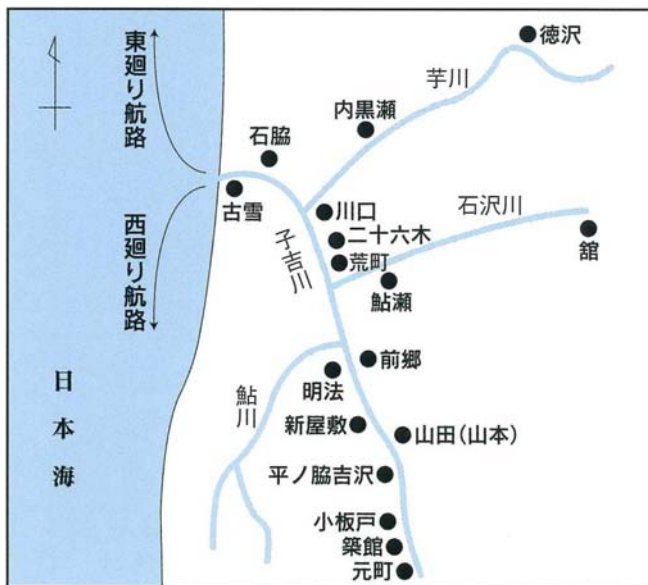 東廻り航路
西廻り航路
日本海
徳沢
芋川
内黒瀬
石脇
古雪
川口
石沢川
二十六木
子吉川
荒町
舘
鮎瀬
前郷
明法
鮎川
新屋敷
山田(山本)
平ノ脇吉沢
小板戸
築館
元町